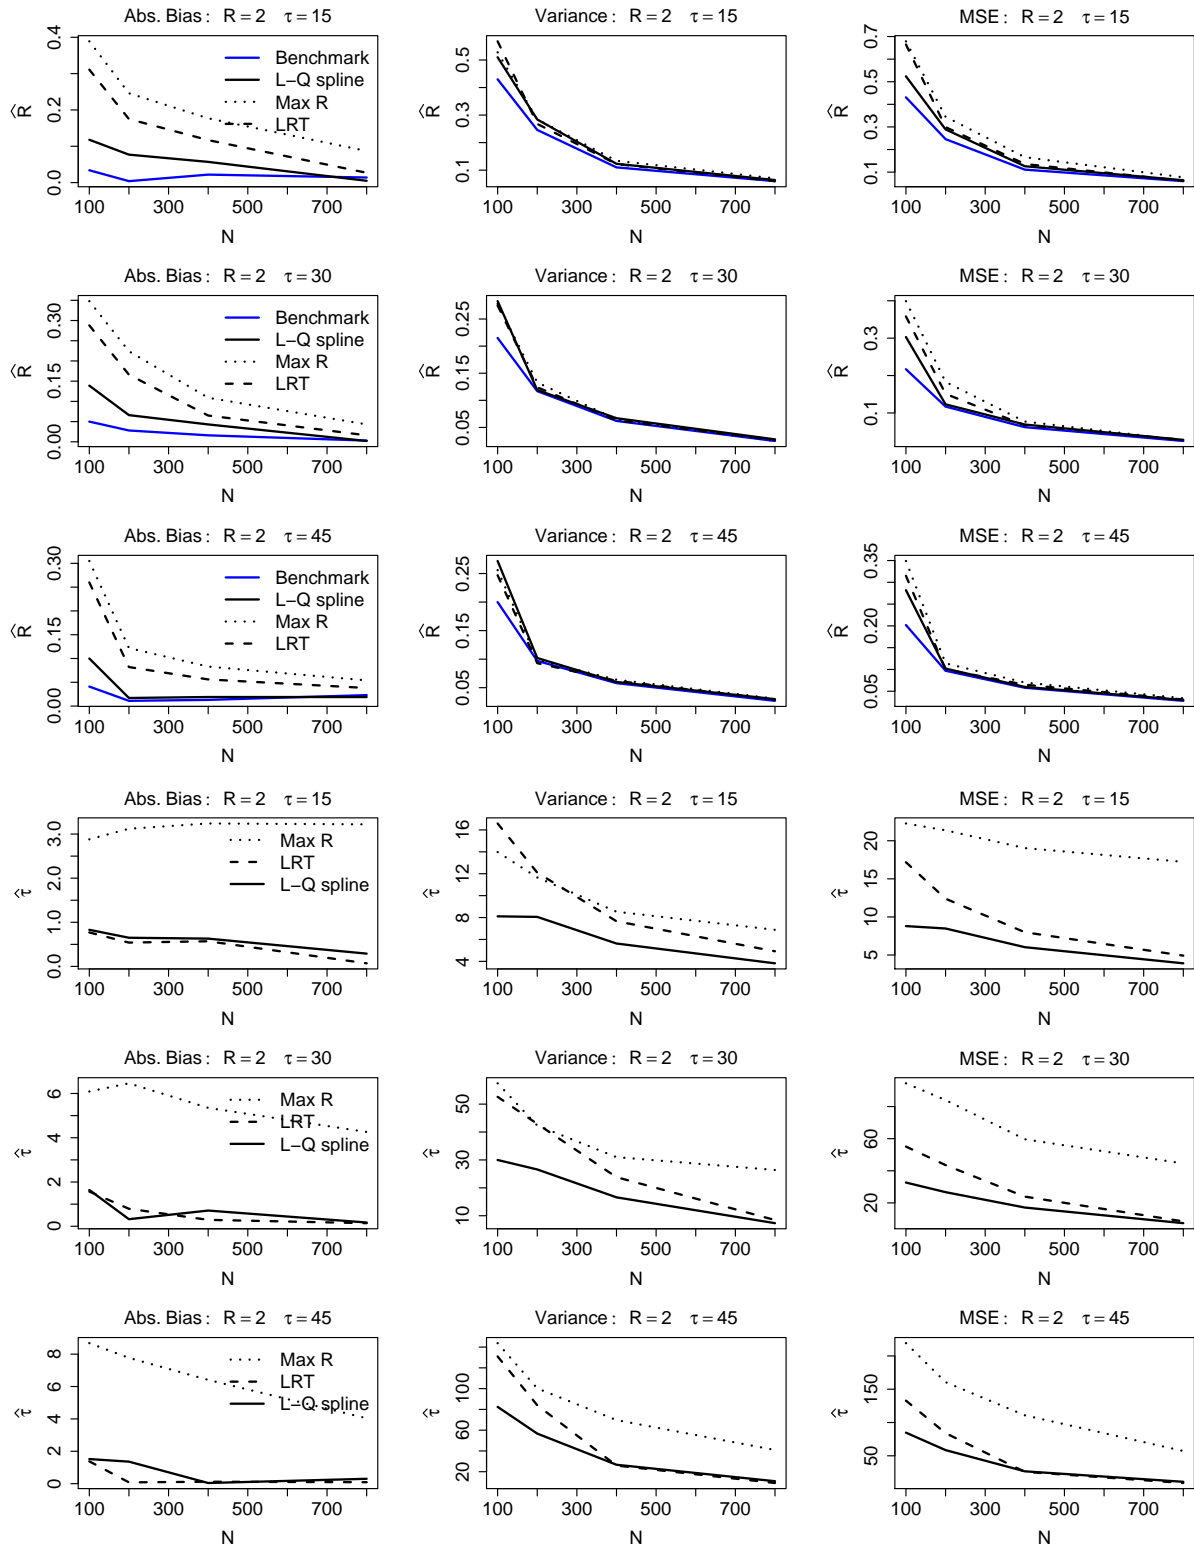 Abs. Bias : R = 2 τ = 15
0.4
0.2
0.0
R̂
Benchmark
L−Q spline
Max R
LRT
100 300 500 700
N
Variance : R = 2 τ = 15
0.5
0.3
0.1
R̂
100 300 500 700
N
MSE : R = 2 τ = 15
0.7
0.5
0.3
0.1
R̂
100 300 500 700
N
Abs. Bias : R = 2 τ = 30
0.30
0.15
0.00
R̂
Benchmark
L−Q spline
Max R
LRT
100 300 500 700
N
Variance : R = 2 τ = 30
0.25
0.15
0.05
R̂
100 300 500 700
N
MSE : R = 2 τ = 30
0.3
0.1
R̂
100 300 500 700
N
Abs. Bias : R = 2 τ = 45
0.30
0.15
0.00
R̂
Benchmark
L−Q spline
Max R
LRT
100 300 500 700
N
Variance : R = 2 τ = 45
0.25
0.15
0.05
R̂
100 300 500 700
N
MSE : R = 2 τ = 45
0.35
0.20
0.05
R̂
100 300 500 700
N
Abs. Bias : R = 2 τ = 15
3.0
2.0
1.0
0.0
τ̂
Max R
LRT
L−Q spline
100 300 500 700
N
Variance : R = 2 τ = 15
16
12
8
4
τ̂
100 300 500 700
N
MSE : R = 2 τ = 15
20
15
10
5
τ̂
100 300 500 700
N
Abs. Bias : R = 2 τ = 30
6
4
2
0
τ̂
Max R
LRT
L−Q spline
100 300 500 700
N
Variance : R = 2 τ = 30
50
30
10
τ̂
100 300 500 700
N
MSE : R = 2 τ = 30
60
20
τ̂
100 300 500 700
N
Abs. Bias : R = 2 τ = 45
8
6
4
2
0
τ̂
Max R
LRT
L−Q spline
100 300 500 700
N
Variance : R = 2 τ = 45
100
60
20
τ̂
100 300 500 700
N
MSE : R = 2 τ = 45
150
50
τ̂
100 300 500 700
N